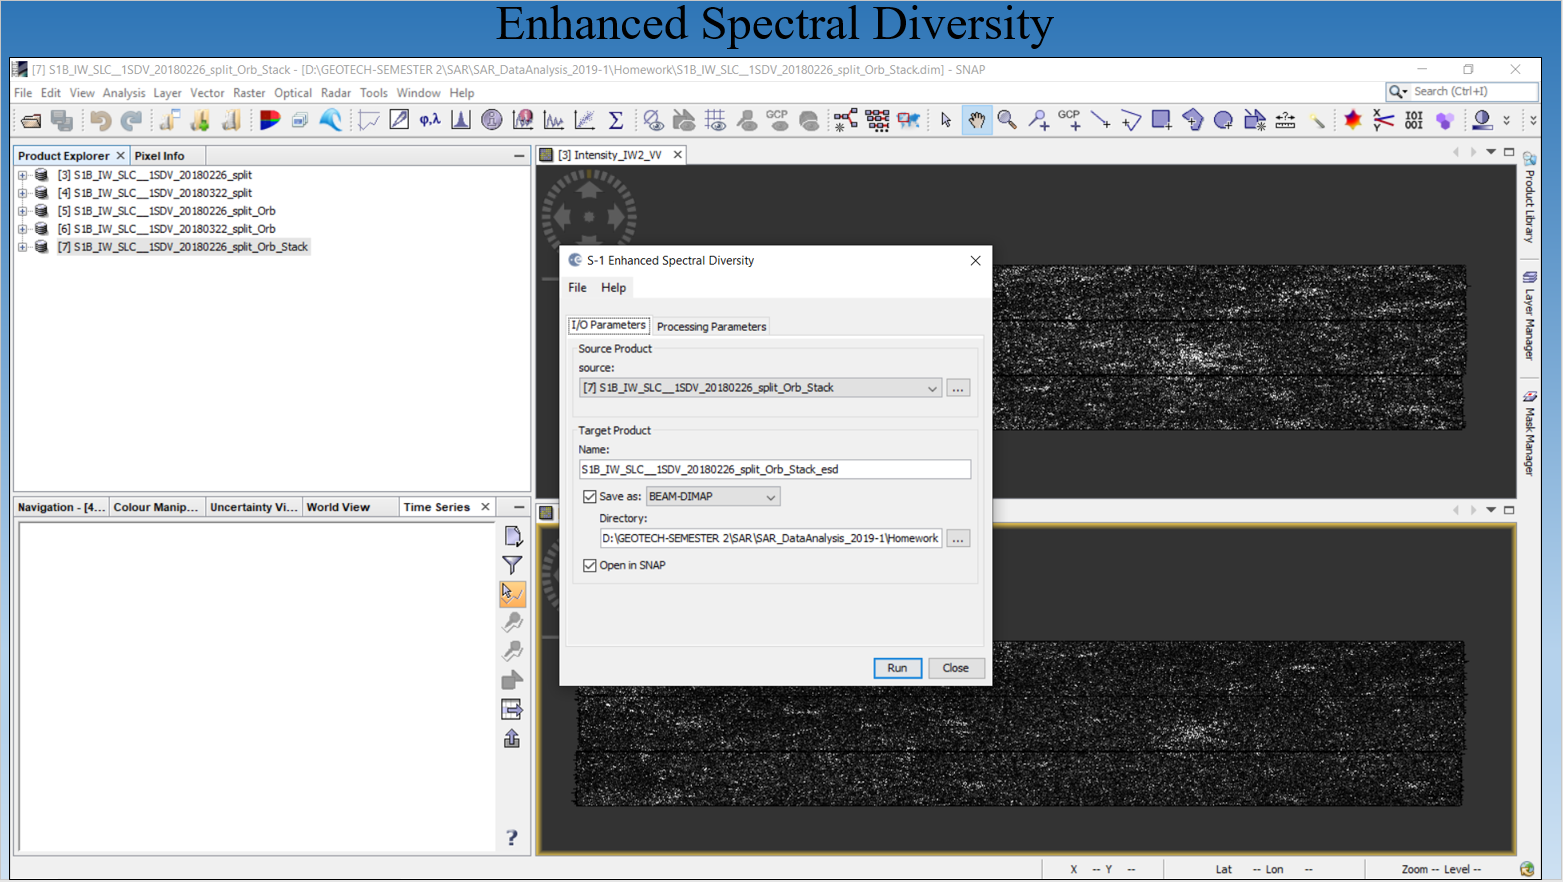 Enhanced Spectral Diversity
[7] S1B_IW_SLC__1SDV_20180226_split_Orb_Stack - [D:\GEOTECH-SEMESTER 2\SAR\SAR_DataAnalysis_2019-1\Homework\S1B_IW_SLC__1SDV_20180226_split_Orb_Stack.dim] - SNAP
File Edit View Analysis Layer Vector Raster Optical Radar Tools Window Help
Search (Ctrl+I)
φ,λ
Σ
GCP
GCP
Product Explorer
Pixel Info
[3] S1B_IW_SLC__1SDV_20180226_split
[4] S1B_IW_SLC__1SDV_20180322_split
[5] S1B_IW_SLC__1SDV_20180226_split_Orb
[6] S1B_IW_SLC__1SDV_20180322_split_Orb
[7] S1B_IW_SLC__1SDV_20180226_split_Orb_Stack
[3] Intensity_IW2_VV
Product Library
Layer Manager
Mask Manager
S-1 Enhanced Spectral Diversity
File Help
I/O Parameters Processing Parameters
Source Product
source:
[7] S1B_IW_SLC__1SDV_20180226_split_Orb_Stack
...
Target Product
Name:
S1B_IW_SLC__1SDV_20180226_split_Orb_Stack_esd
Save as: BEAM-DIMAP
Directory:
D:\GEOTECH-SEMESTER 2\SAR\SAR_DataAnalysis_2019-1\Homework
...
Open in SNAP
Run Close
Navigation - [4... Colour Manip... Uncertainty Vi... World View Time Series
?
X -- Y -- Lat -- Lon -- Zoom -- Level --